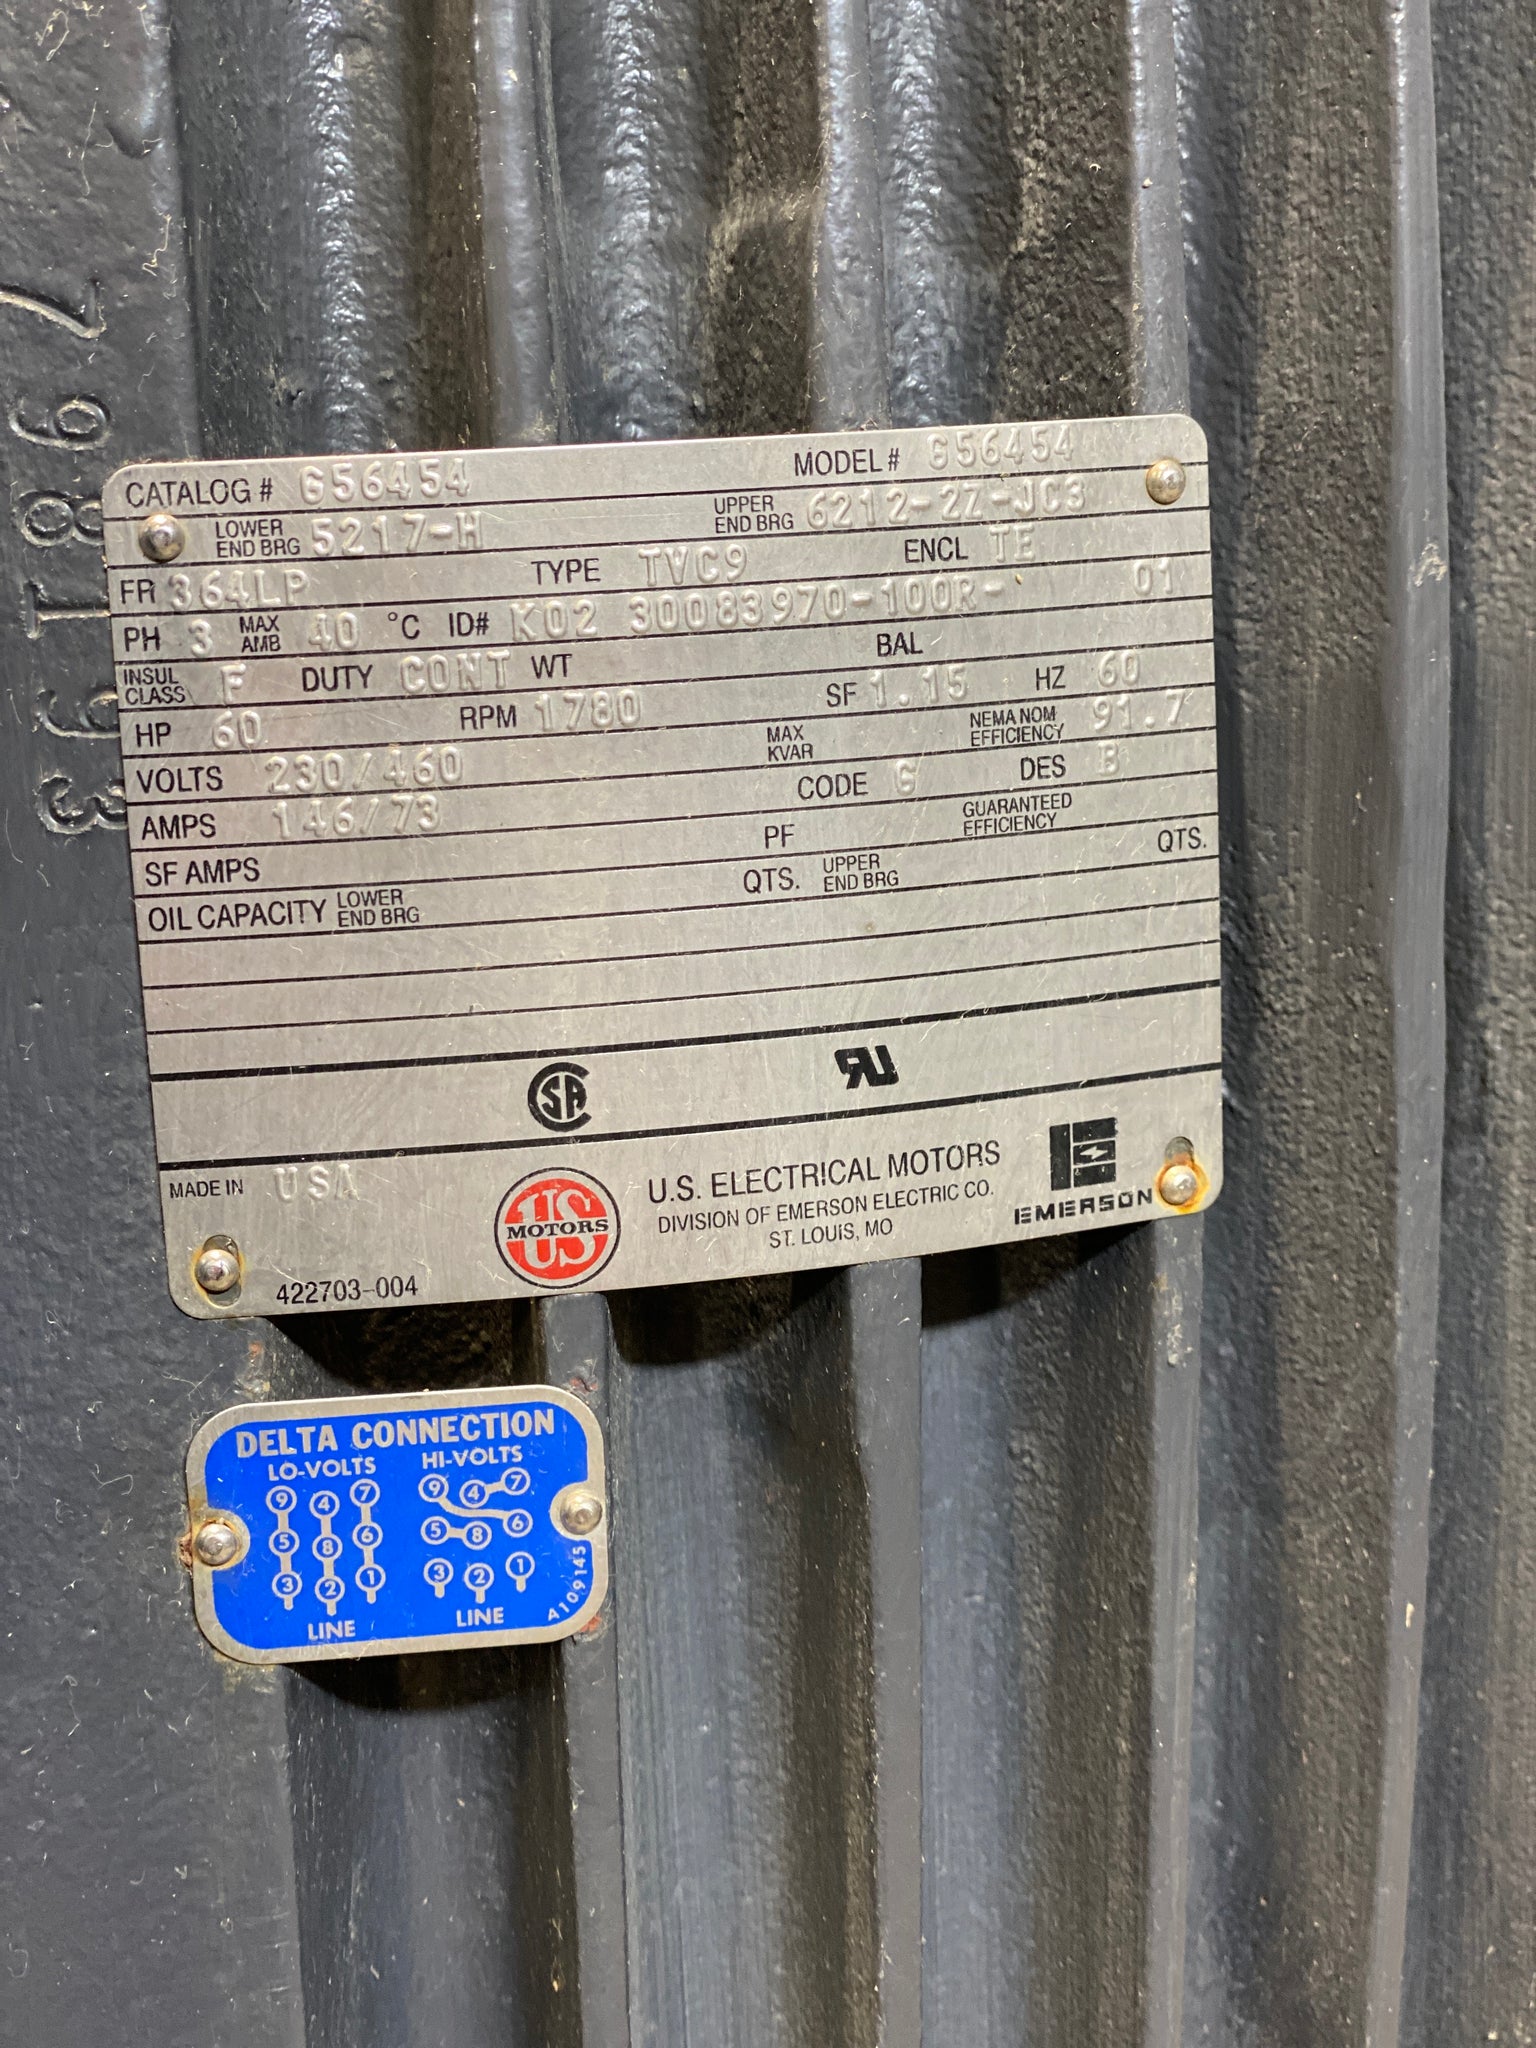 CATALOG # G56454 MODEL # G56454
LOWER END BRG 5217-H UPPER END BRG 6212-2Z-JC3
FR 364LP TYPE TVC9 ENCL TE
PH 3 MAX AMB 40 °C ID# K02 30083970-100R- 01
INSUL CLASS F DUTY CONT WT BAL
HP 60 RPM 1780 SF 1.15 HZ 60
VOLTS 230/460 MAX KVAR NEMA NOM EFFICIENCY 91.7
AMPS 146/73 CODE G DES B
SF AMPS PF GUARANTEED EFFICIENCY
OIL CAPACITY LOWER END BRG QTS. UPPER END BRG QTS.
CSA RU
MADE IN USA
US MOTORS
U.S. ELECTRICAL MOTORS
DIVISION OF EMERSON ELECTRIC CO.
ST. LOUIS, MO
EMERSON
422703-004
DELTA CONNECTION
LO-VOLTS HI-VOLTS
9 4 7 9 4 7
5 8 6 5 8 6
3 2 1 3 2 1
LINE LINE
A109145
369:1897